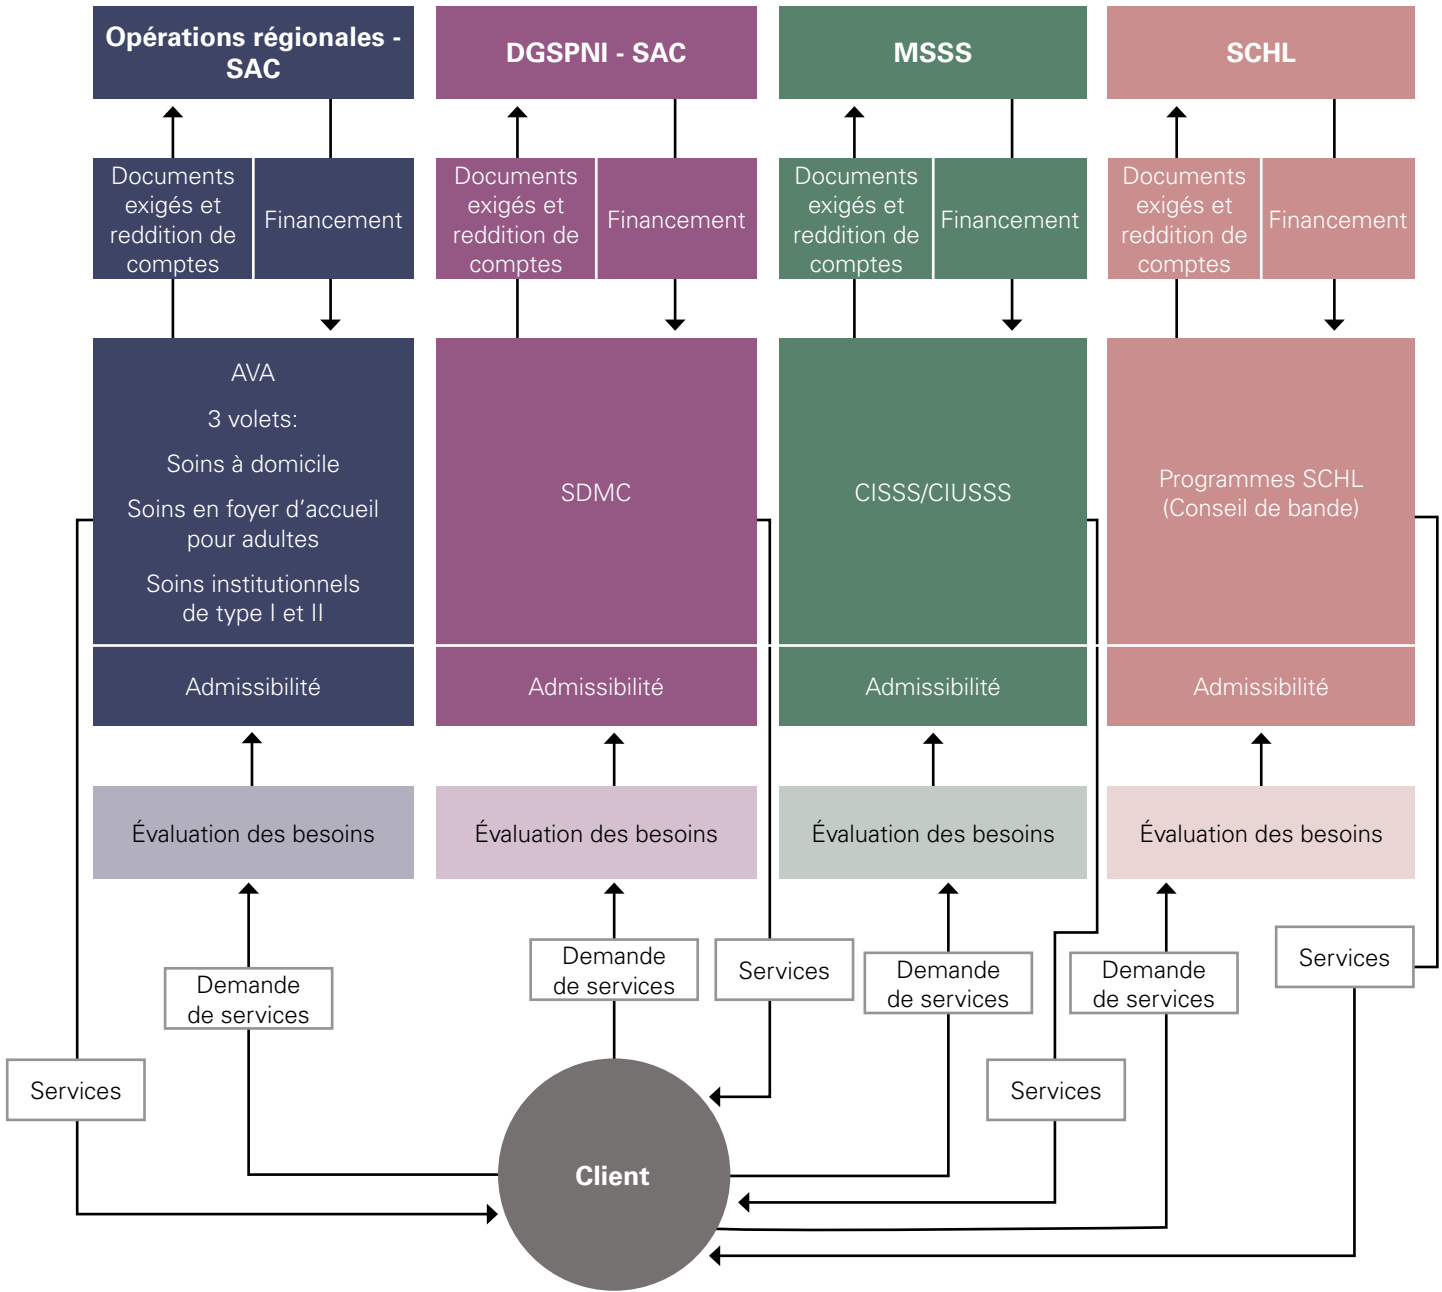 Opérations régionales -
SAC
DGSPNI - SAC
MSSS
SCHL
Documents
exigés et
reddition de
comptes
Financement
Documents
exigés et
reddition de
comptes
Financement
Documents
exigés et
reddition de
comptes
Financement
Documents
exigés et
reddition de
comptes
Financement
AVA
3 volets:
Soins à domicile
Soins en foyer d'accueil
pour adultes
Soins institutionnels
de type I et II
SDMC
CISSS/CIUSSS
Programmes SCHL
(Conseil de bande)
Admissibilité
Admissibilité
Admissibilité
Admissibilité
Évaluation des besoins
Évaluation des besoins
Évaluation des besoins
Évaluation des besoins
Demande
de services
Demande
de services
Services
Demande
de services
Demande
de services
Services
Services
Services
Client